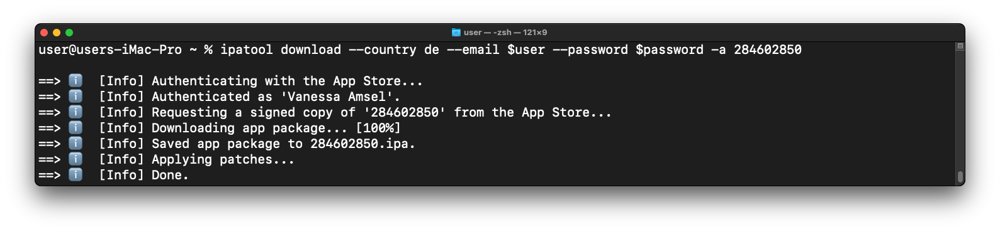 user — -zsh — 121×9
user@users-iMac-Pro ~ % ipatool download --country de --email $user --password $password -a 284602850
==> ℹ️ [Info] Authenticating with the App Store...
==> ℹ️ [Info] Authenticated as 'Vanessa Amsel'.
==> ℹ️ [Info] Requesting a signed copy of '284602850' from the App Store...
==> ℹ️ [Info] Downloading app package... [100%]
==> ℹ️ [Info] Saved app package to 284602850.ipa.
==> ℹ️ [Info] Applying patches...
==> ℹ️ [Info] Done.